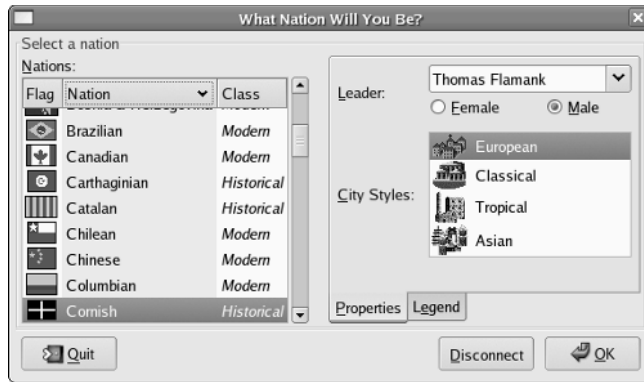 What Nation Will You Be?
Select a nation
Nations:
Flag Nation Class
Brazilian Modern
Canadian Modern
Carthaginian Historical
Catalan Historical
Chilean Modern
Chinese Modern
Columbian Modern
Cornish Historical
Leader: Thomas Flamank
Female Male
City Styles:
European
Classical
Tropical
Asian
Properties Legend
Quit Disconnect OK